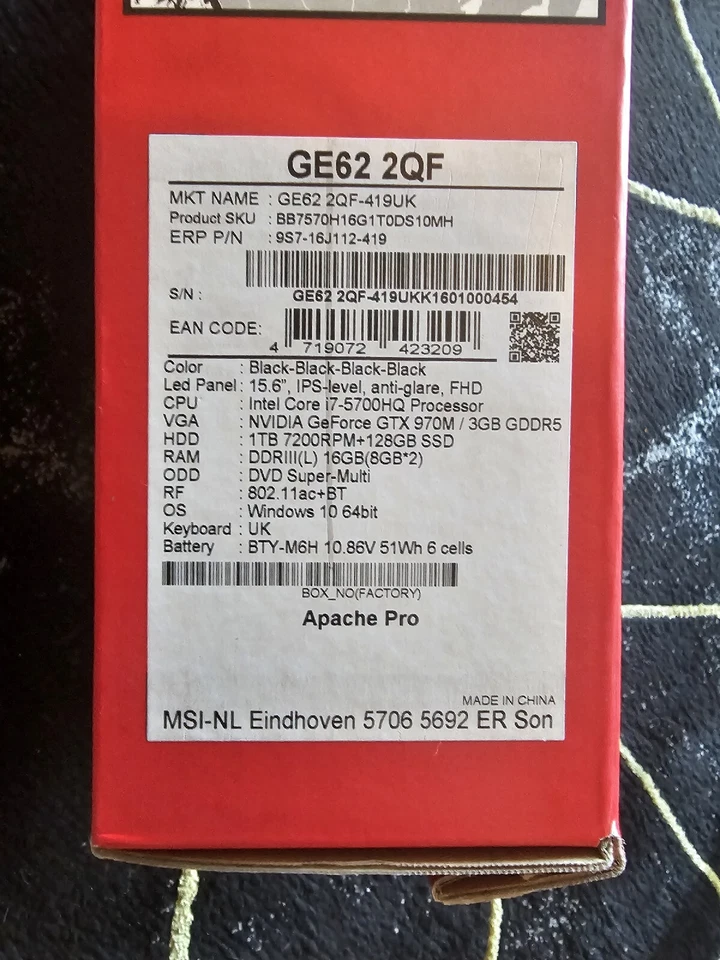 GE62 2QF
MKT NAME : GE62 2QF-419UK
Product SKU : BB7570H16G1T0DS10MH
ERP P/N : 9S7-16J112-419
S/N : GE62 2QF-419UKK1601000454
EAN CODE: 4 719072 423209
Color : Black-Black-Black-Black
Led Panel : 15.6", IPS-level, anti-glare, FHD
CPU : Intel Core i7-5700HQ Processor
VGA : NVIDIA GeForce GTX 970M / 3GB GDDR5
HDD : 1TB 7200RPM+128GB SSD
RAM : DDRIII(L) 16GB(8GB*2)
ODD : DVD Super-Multi
RF : 802.11ac+BT
OS : Windows 10 64bit
Keyboard : UK
Battery : BTY-M6H 10.86V 51Wh 6 cells
BOX_NO(FACTORY)
Apache Pro
MADE IN CHINA
MSI-NL Eindhoven 5706 5692 ER Son